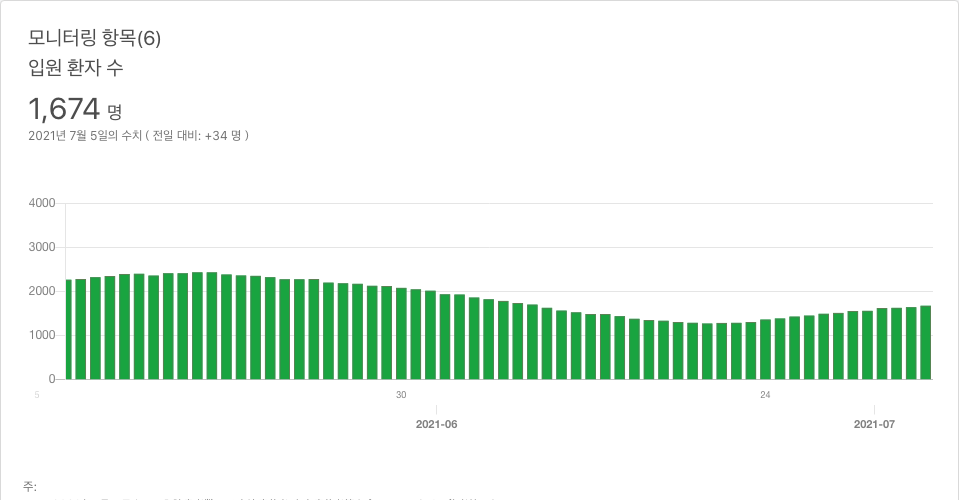 모니터링 항목(6)
입원 환자 수
1,674 명
2021년 7월 5일의 수치 ( 전일 대비: +34 명 )
4000
3000
2000
1000
0
5 30 24
2021-06 2021-07
주: